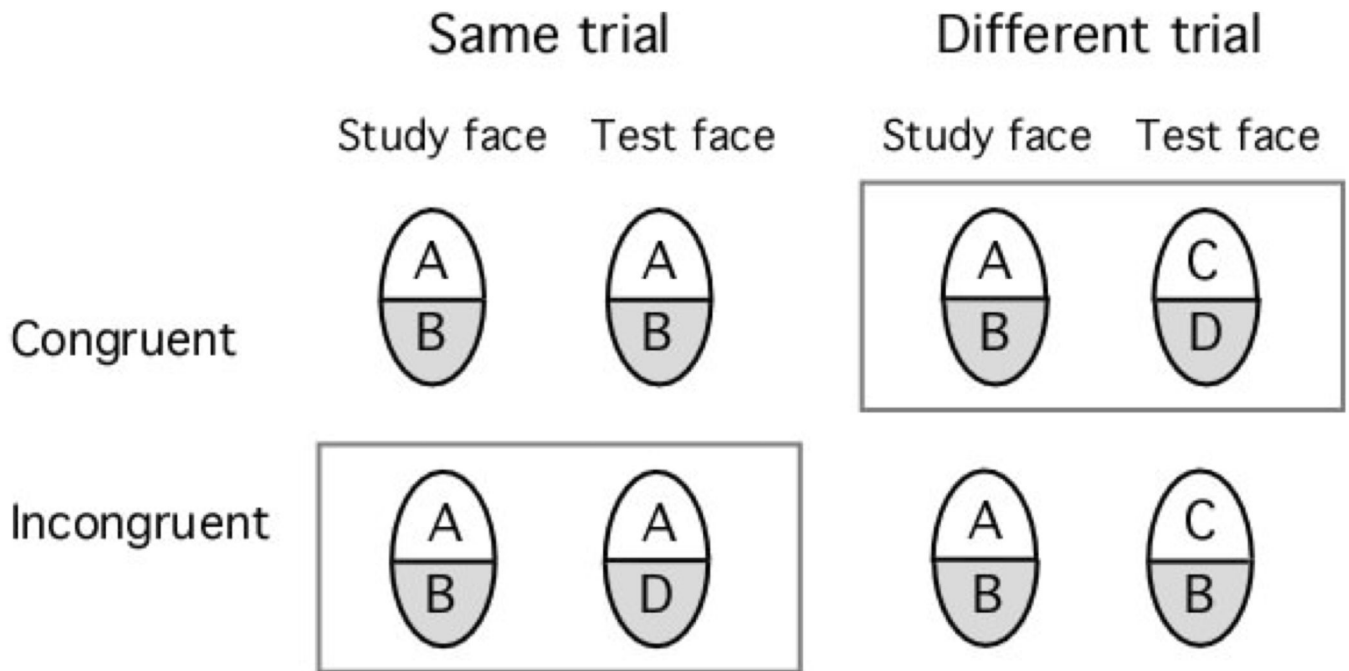 Same trial Different trial
Study face Test face Study face Test face
A A A C
Congruent B B B D
Incongruent A A A C
B D B B